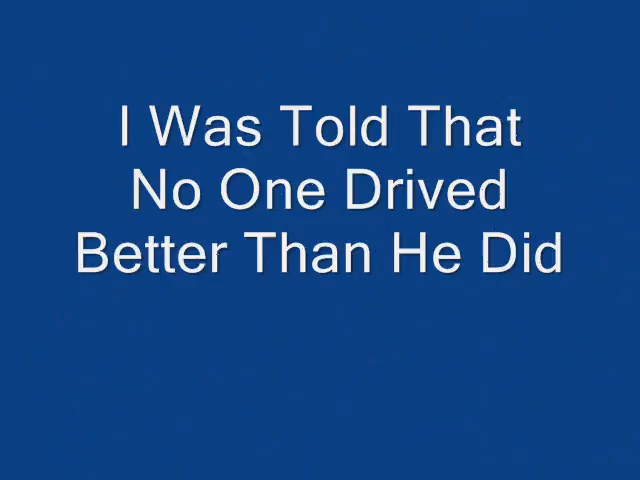 I Was Told That
No One Drived
Better Than He Did